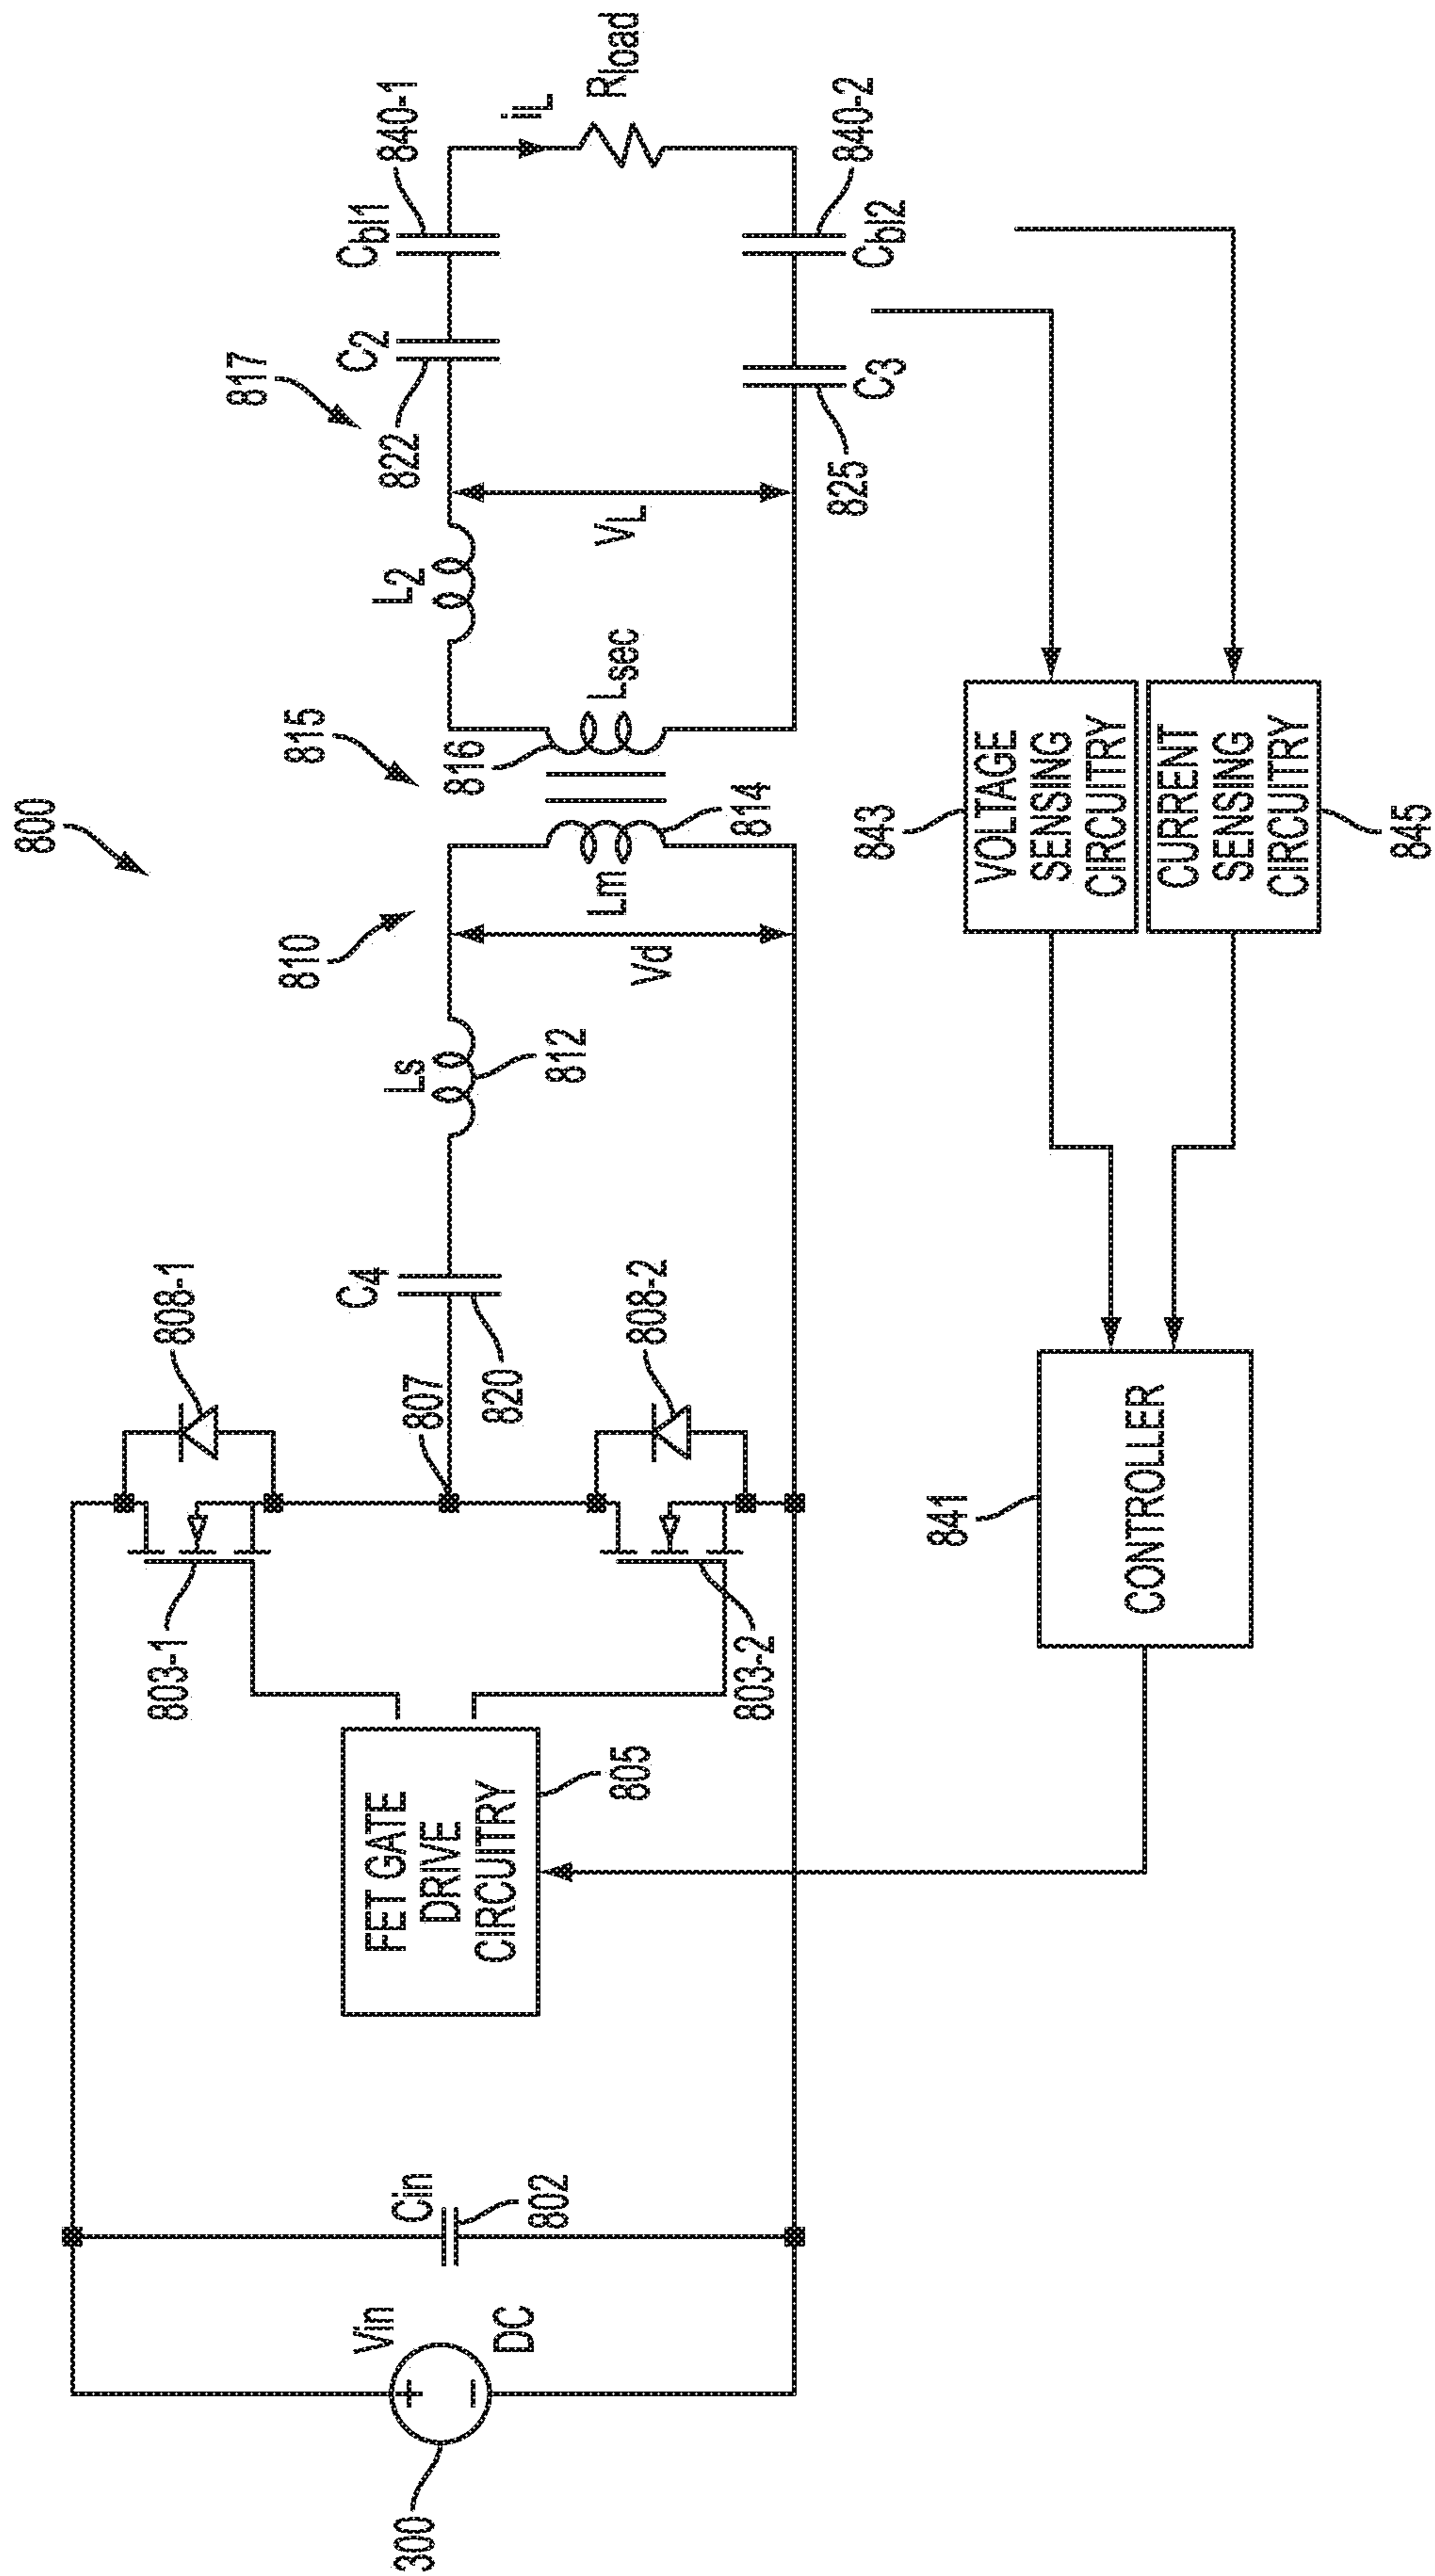 800
300
Vin
DC
Cin
802
FET GATE
DRIVE
CIRCUITRY
805
803-1
808-1
803-2
808-2
807
C4
820
Ls
812
810
Vd
Lm
814
815
816
Lsec
L2
817
VL
C2
822
Cbl1
840-1
iL
Rload
C3
825
Cbl2
840-2
841
CONTROLLER
843
VOLTAGE
SENSING
CIRCUITRY
CURRENT
SENSING
CIRCUITRY
845